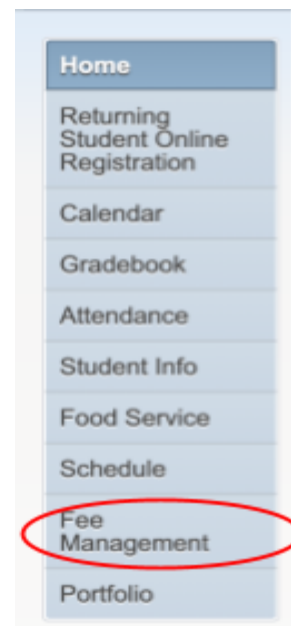 Home
Returning
Student Online
Registration
Calendar
Gradebook
Attendance
Student Info
Food Service
Schedule
Fee
Management
Portfolio